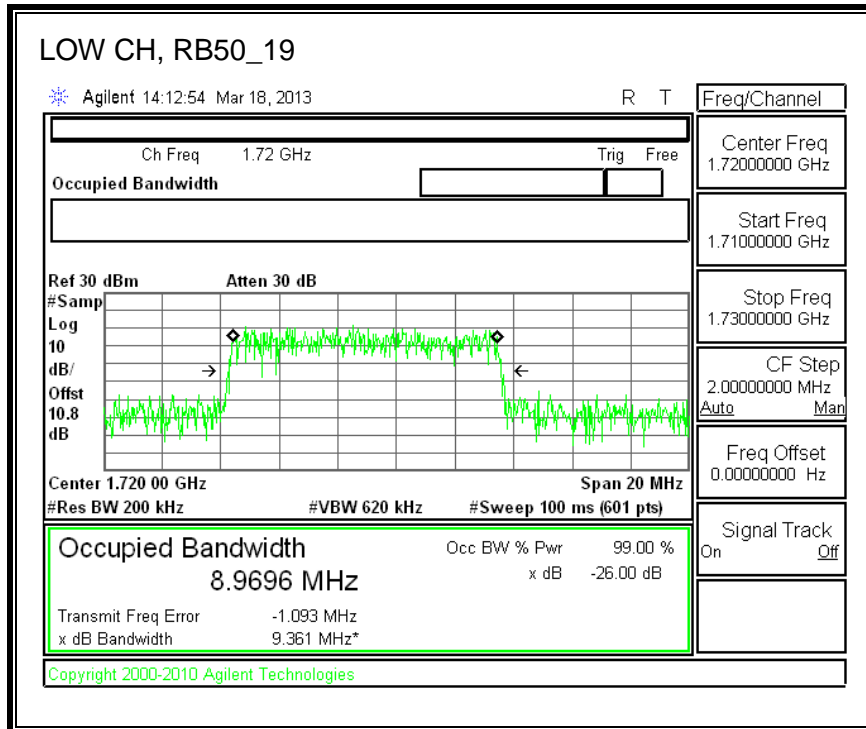 LOW CH, RB50_19
Agilent 14:12:54 Mar 18, 2013 R T
Freq/Channel
Ch Freq 1.72 GHz Trig Free
Occupied Bandwidth
Center Freq
1.72000000 GHz
Start Freq
1.71000000 GHz
Stop Freq
1.73000000 GHz
CF Step
2.00000000 MHz
Auto Man
Freq Offset
0.00000000 Hz
Signal Track
On Off
Ref 30 dBm Atten 30 dB
#Samp
Log
10
dB/
Offst
10.8
dB
Center 1.720 00 GHz Span 20 MHz
#Res BW 200 kHz #VBW 620 kHz #Sweep 100 ms (601 pts)
Occupied Bandwidth Occ BW % Pwr 99.00 %
8.9696 MHz x dB -26.00 dB
Transmit Freq Error -1.093 MHz
x dB Bandwidth 9.361 MHz*
Copyright 2000-2010 Agilent Technologies